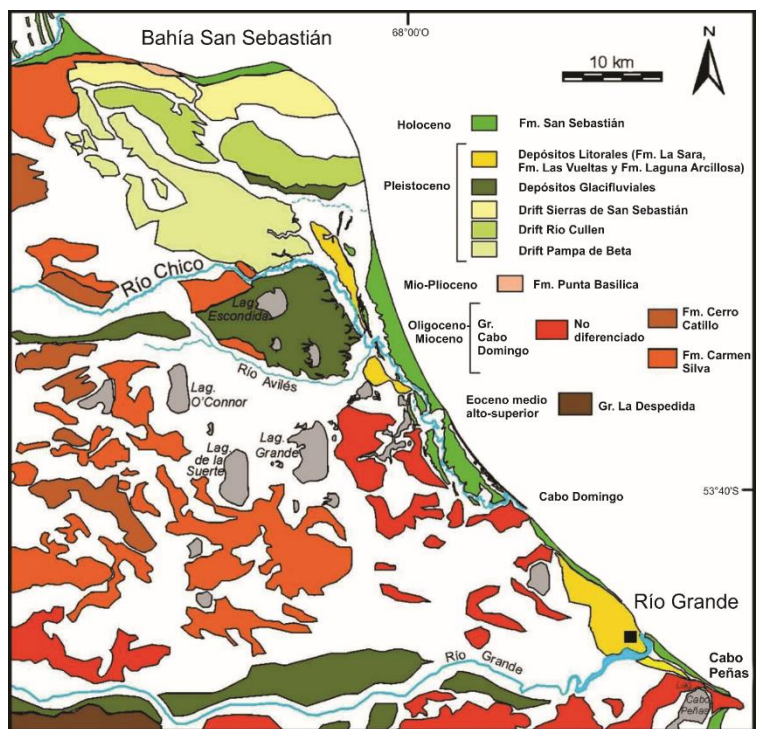 Bahía San Sebastián
68°00'O
10 km
N
Holoceno
Fm. San Sebastián
Pleistoceno
Depósitos Litorales (Fm. La Sara,
Fm. Las Vueltas y Fm. Laguna Arcillosa)
Depósitos Glacifluviales
Drift Sierras de San Sebastián
Drift Río Cullen
Drift Pampa de Beta
Mio-Plioceno
Fm. Punta Basilica
Oligoceno-
Mioceno
Gr.
Cabo
Domingo
No
diferenciado
Fm. Cerro
Catillo
Fm. Carmen
Silva
Eoceno medio
alto-superior
Gr. La Despedida
Río Chico
Lag.
Escondida
Río Avilés
Lag.
O'Connor
Lag.
de la
Suerte
Lag.
Grande
53°40'S
Cabo Domingo
Río Grande
Río Grande
Cabo
Peñas
Cabo
Peñas